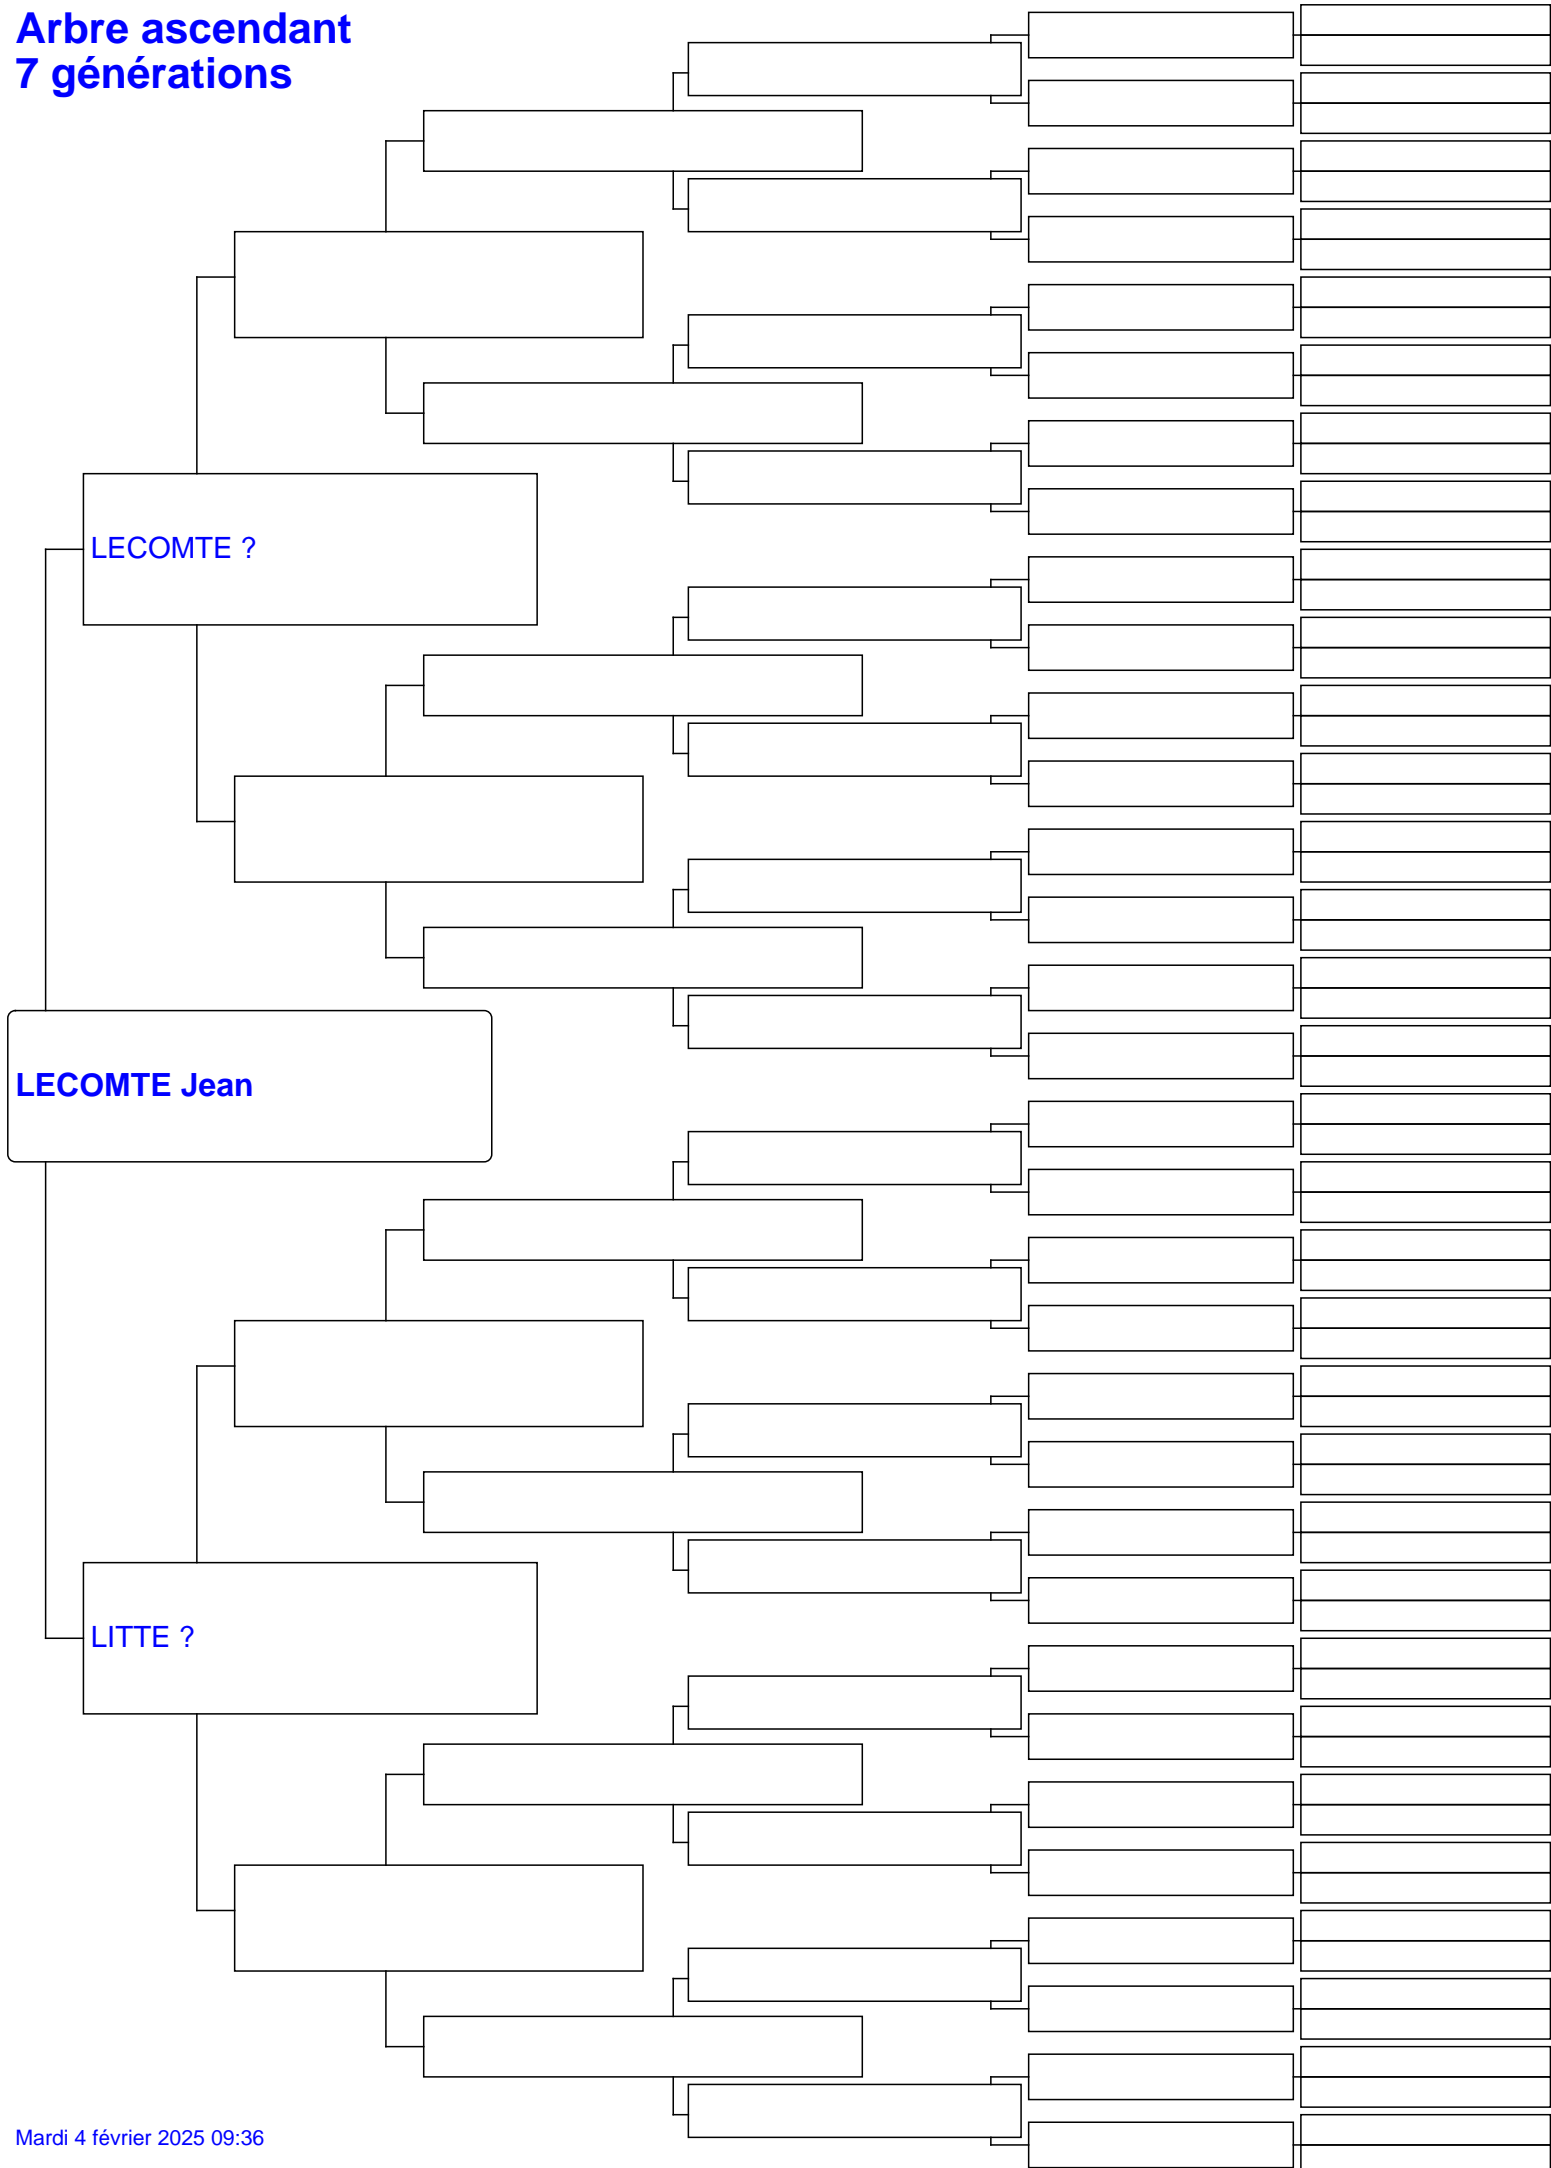 Arbre ascendant
7 générations
LECOMTE ?
LECOMTE Jean
LITTE ?
Mardi 4 février 2025 09:36